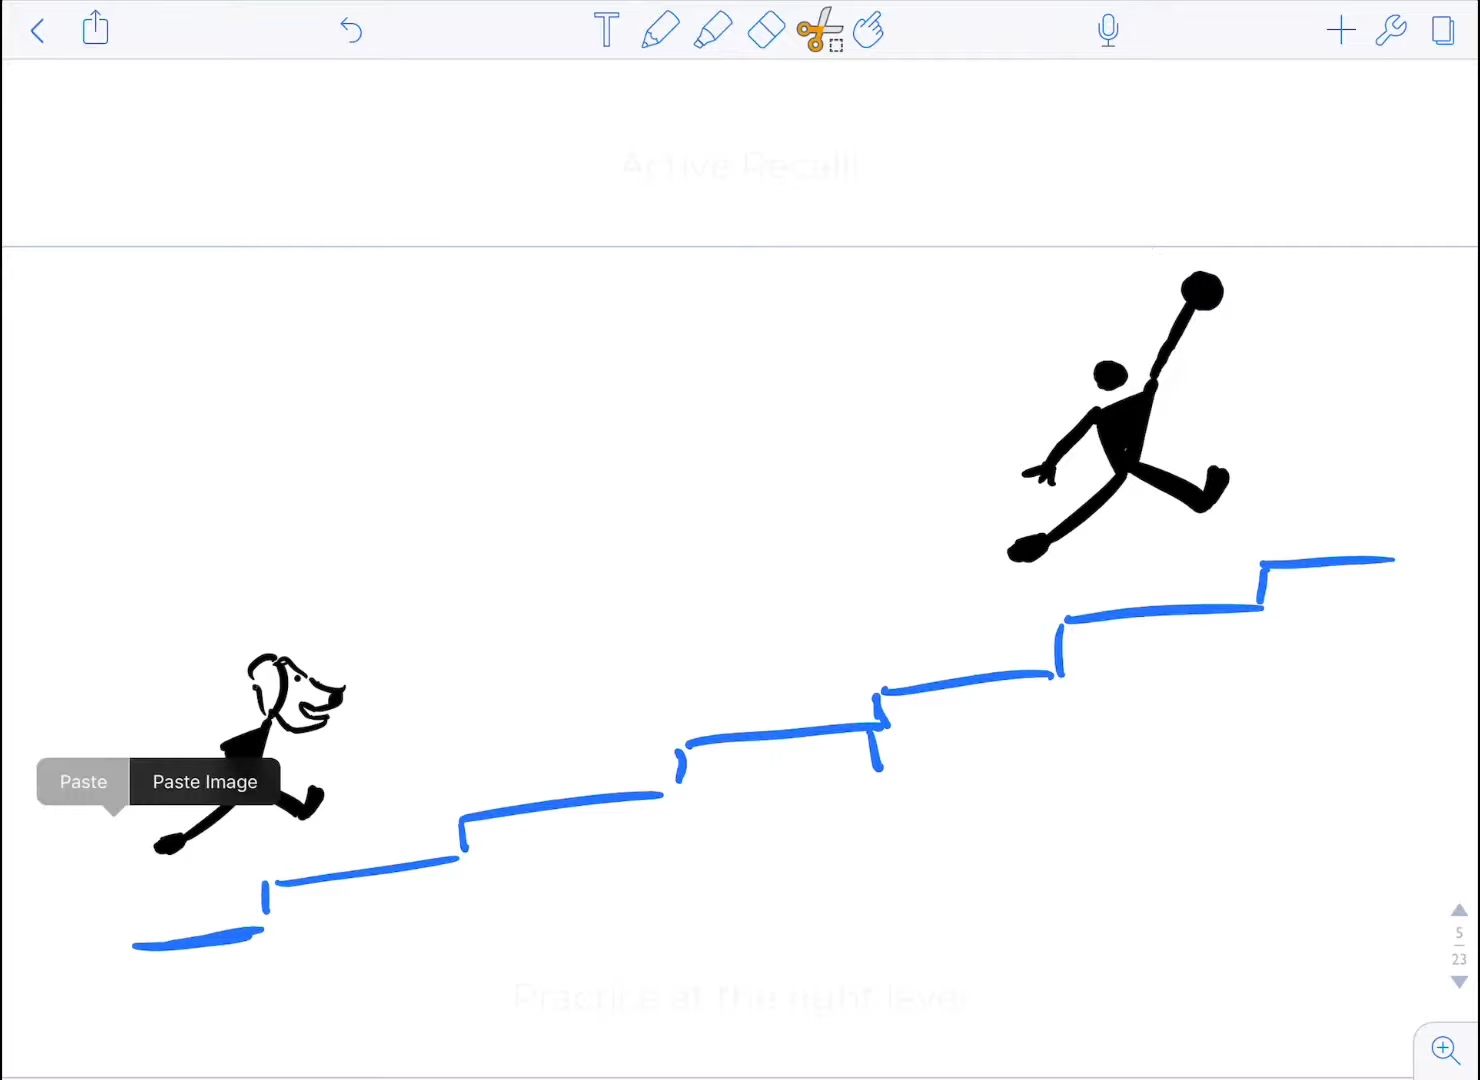 T
Active Recall!
Paste Paste Image
5
23
Practice at the right level